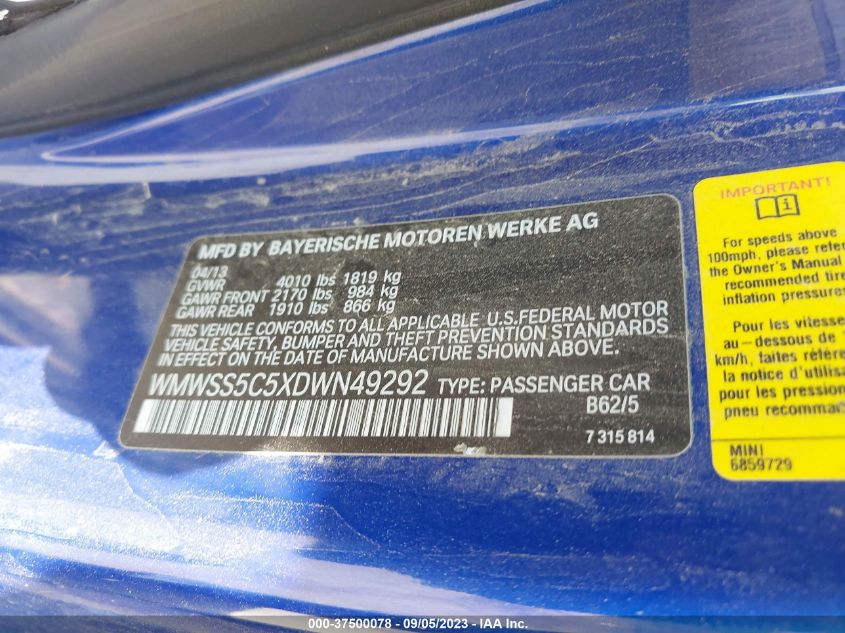 MFD BY BAYERISCHE MOTOREN WERKE AG
04/13
GVWR 4010 lbs 1819 kg
GAWR FRONT 2170 lbs 984 kg
GAWR REAR 1910 lbs 866 kg
THIS VEHICLE CONFORMS TO ALL APPLICABLE U.S.FEDERAL MOTOR
VEHICLE SAFETY, BUMPER AND THEFT PREVENTION STANDARDS
IN EFFECT ON THE DATE OF MANUFACTURE SHOWN ABOVE.
WMWSS5C5XDWN49292 TYPE: PASSENGER CAR
B62/5
7 315 814
IMPORTANT!
For speeds above
100mph, please refer
the Owner's Manual
recommended tire
inflation pressures
Pour les vitesse
au-dessous de
km/h, faites référe
la notice d'utilisa
pour les pression
pneu recomma
MINI
6859729
000-37500078 - 09/05/2023 - Copyright © IAA, Inc.